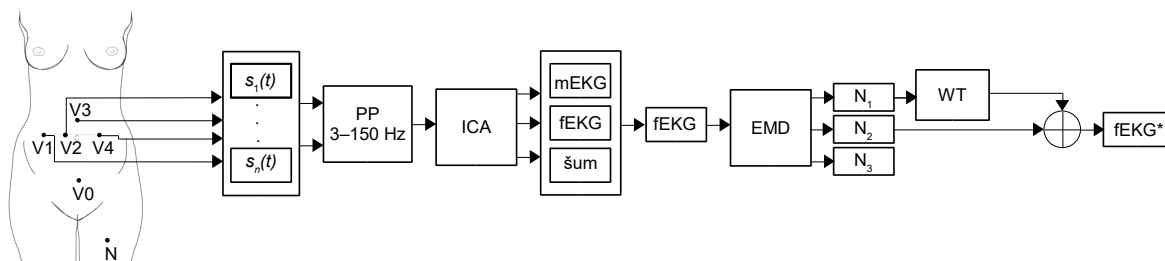 V3
V1
V2
V4
V0
N
s₁(t)
.
.
.
sₙ(t)
PP
3–150 Hz
ICA
mEKG
fEKG
šum
fEKG
EMD
N₁
N₂
N₃
WT
fEKG*